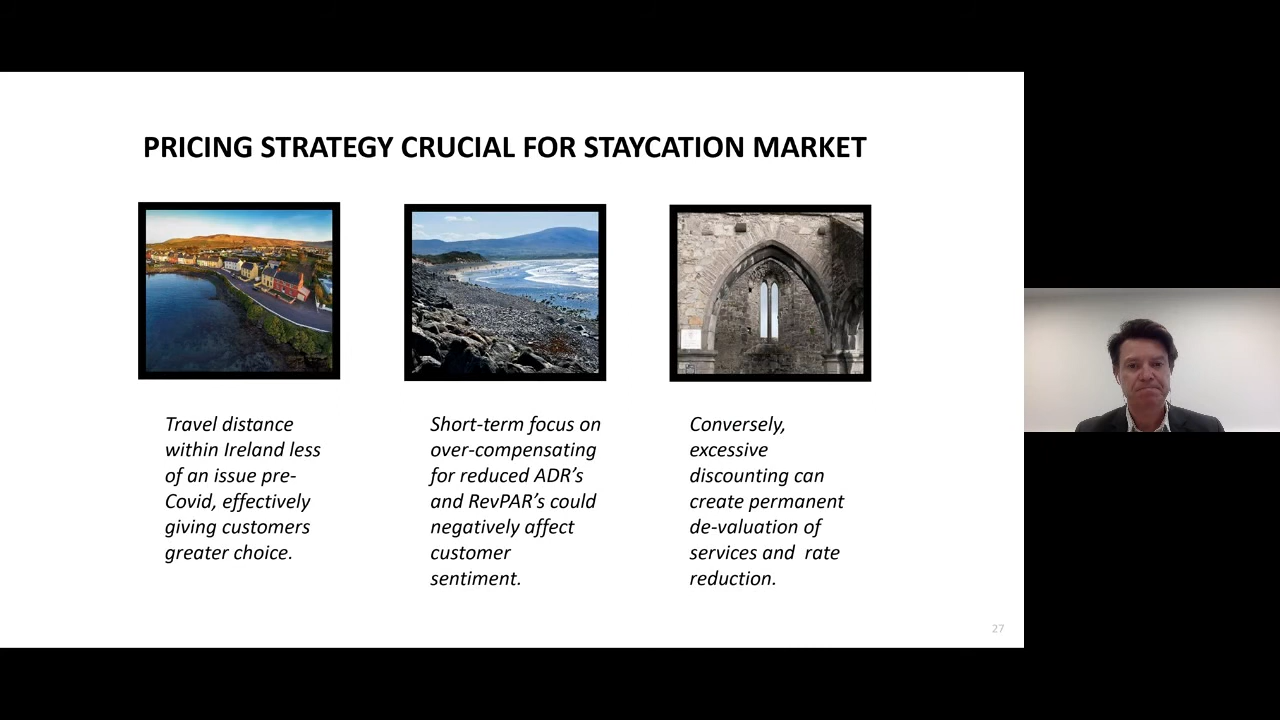 PRICING STRATEGY CRUCIAL FOR STAYCATION MARKET
Travel distance
within Ireland less
of an issue pre-
Covid, effectively
giving customers
greater choice.
Short-term focus on
over-compensating
for reduced ADR’s
and RevPAR’s could
negatively affect
customer
sentiment.
Conversely,
excessive
discounting can
create permanent
de-valuation of
services and  rate
reduction.
27